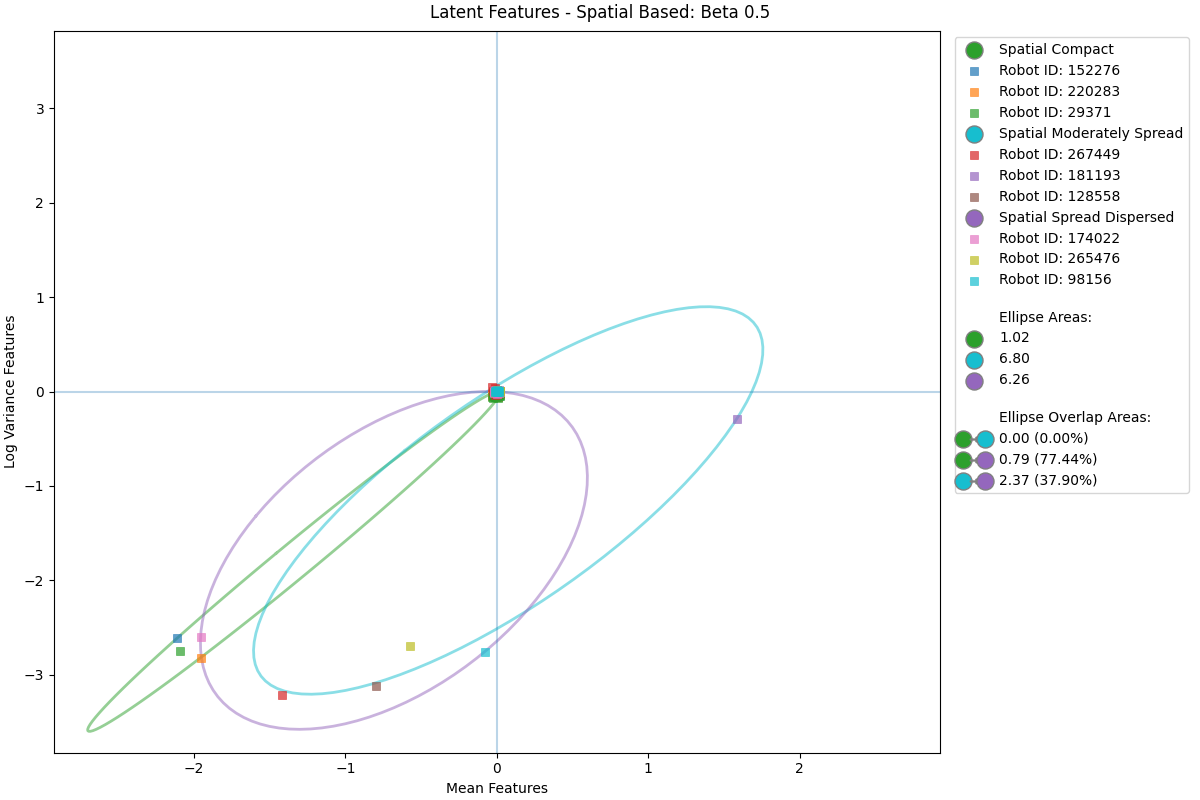 Latent Features - Spatial Based: Beta 0.5
Log Variance Features
3
2
1
0
−1
−2
−3
−2
−1
0
1
2
Mean Features
Spatial Compact
Robot ID: 152276
Robot ID: 220283
Robot ID: 29371
Spatial Moderately Spread
Robot ID: 267449
Robot ID: 181193
Robot ID: 128558
Spatial Spread Dispersed
Robot ID: 174022
Robot ID: 265476
Robot ID: 98156
Ellipse Areas:
1.02
6.80
6.26
Ellipse Overlap Areas:
0.00 (0.00%)
0.79 (77.44%)
2.37 (37.90%)